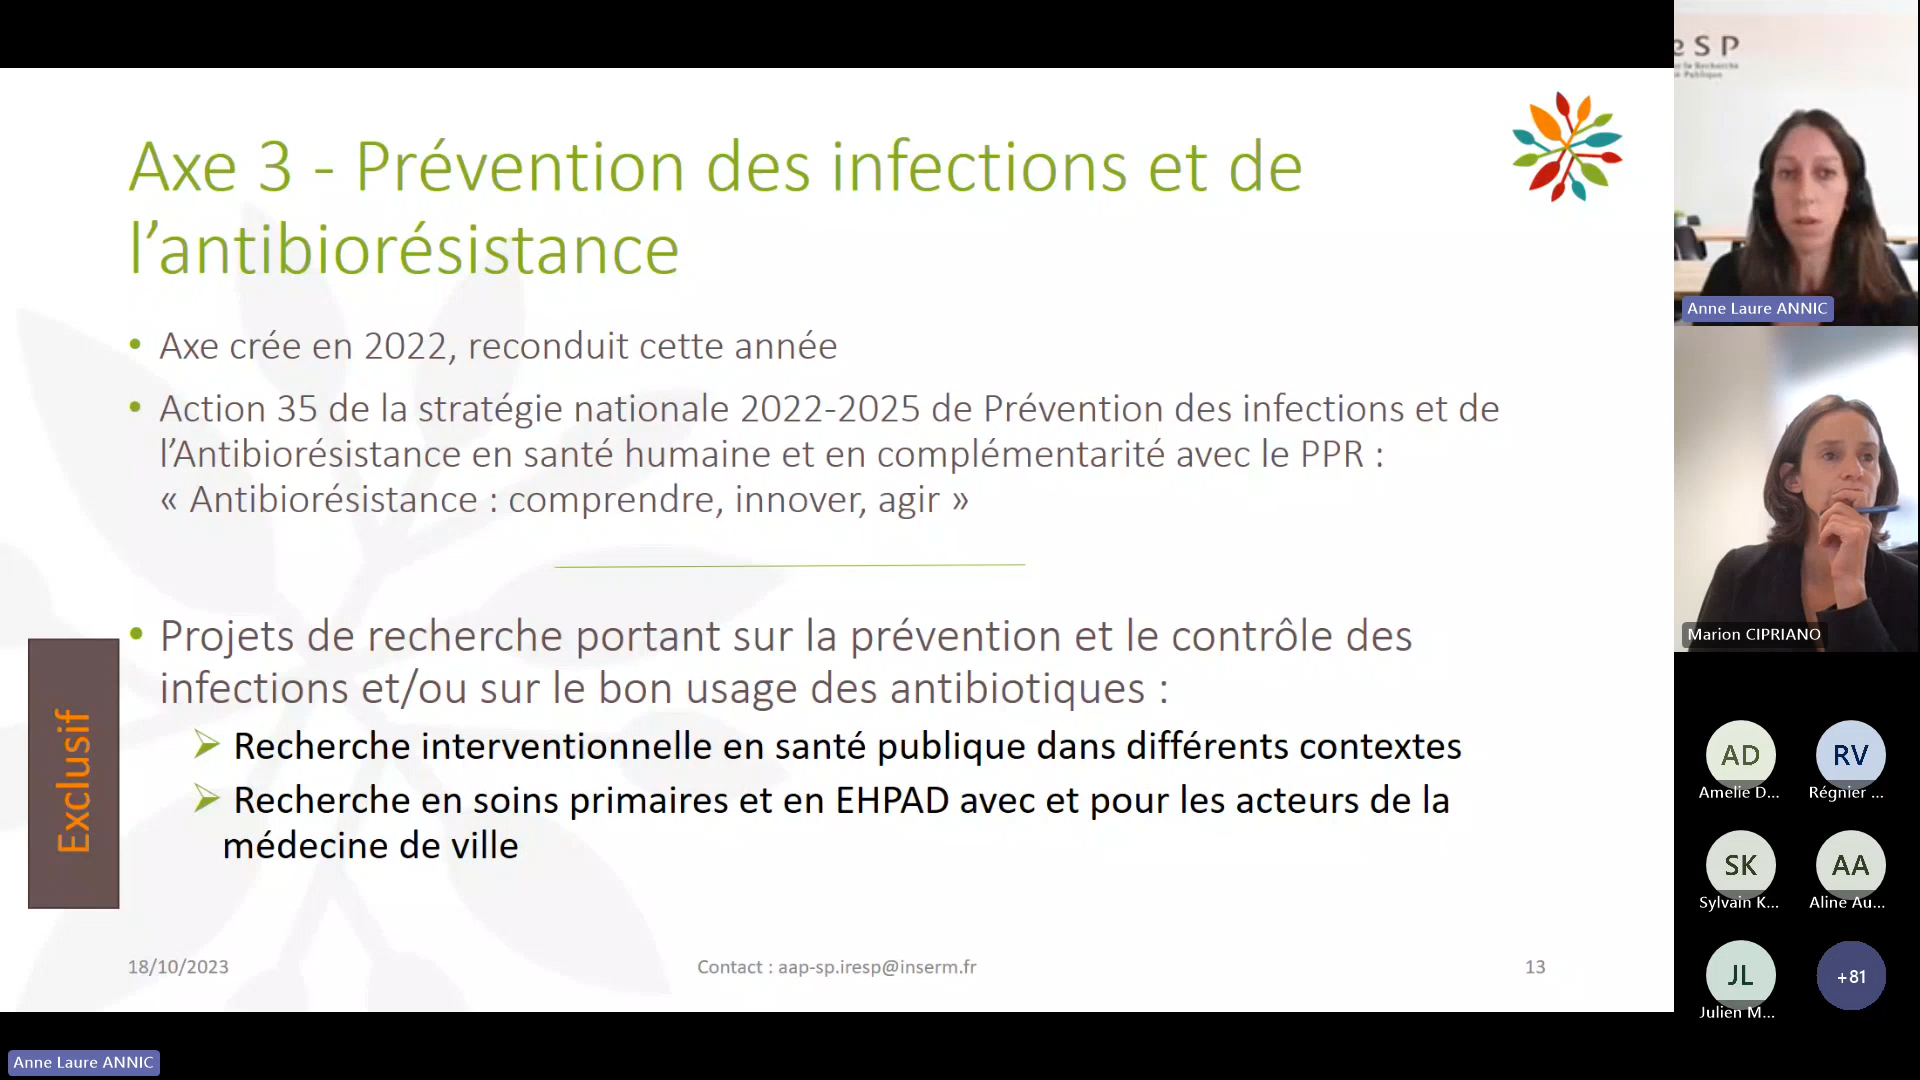 Axe 3 - Prévention des infections et de
l’antibiorésistance
• Axe crée en 2022, reconduit cette année
• Action 35 de la stratégie nationale 2022-2025 de Prévention des infections et de
l’Antibiorésistance en santé humaine et en complémentarité avec le PPR :
« Antibiorésistance : comprendre, innover, agir »
• Projets de recherche portant sur la prévention et le contrôle des
infections et/ou sur le bon usage des antibiotiques :
➢ Recherche interventionnelle en santé publique dans différents contextes
➢ Recherche en soins primaires et en EHPAD avec et pour les acteurs de la
médecine de ville
Exclusif
18/10/2023
Contact : aap-sp.iresp@inserm.fr
13
e S P
la Recherche
Publique
Anne Laure ANNIC
Marion CIPRIANO
AD
RV
Amelie D...
Régnier ...
SK
AA
Sylvain K...
Aline Au...
JL
+81
Julien M...
Anne Laure ANNIC